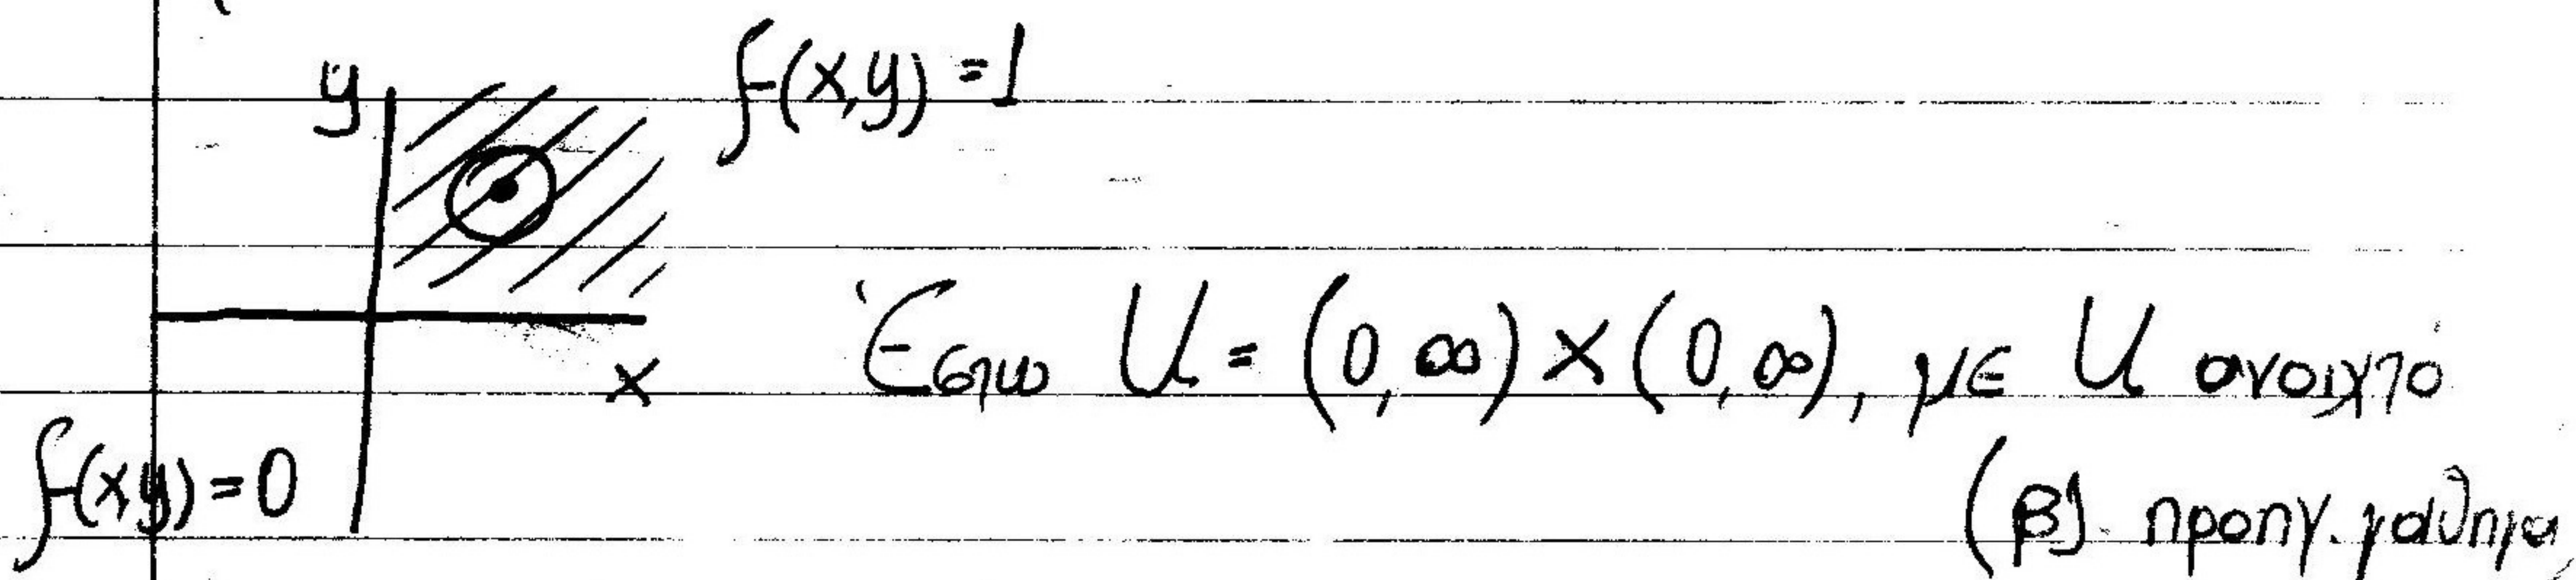 f(x,y) = 1
y
Έστω U = (0,∞) × (0,∞), με U ανοιχτό
x
f(x,y) = 0
(βλ. προηγ. μάθημα